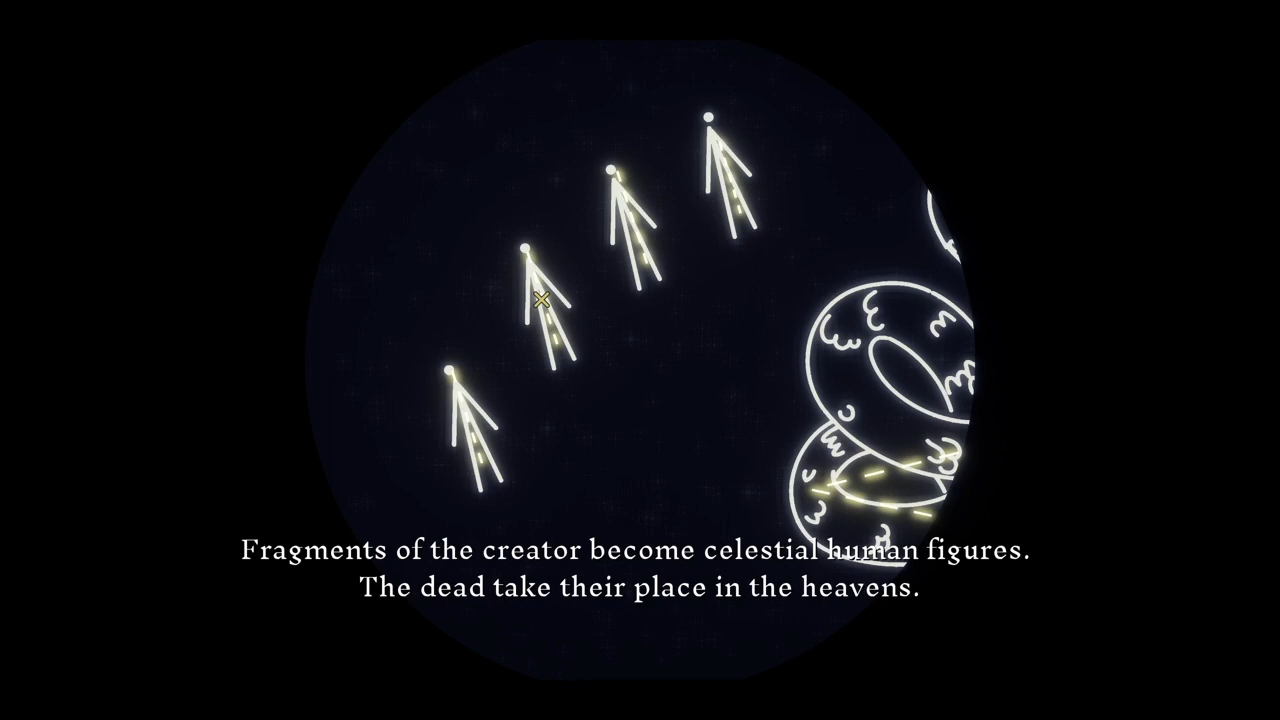 Fragments of the creator become celestial human figures.
The dead take their place in the heavens.